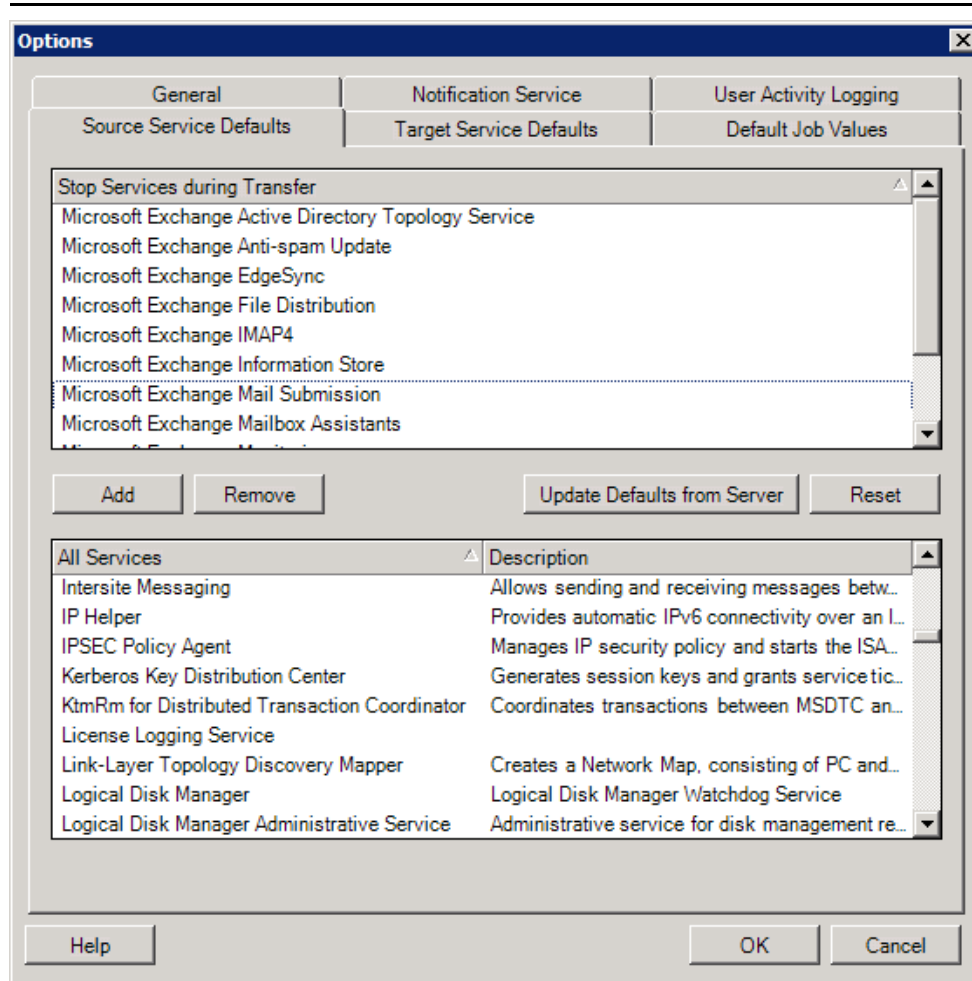 Options
General Notification Service User Activity Logging
Source Service Defaults Target Service Defaults Default Job Values
Stop Services during Transfer
Microsoft Exchange Active Directory Topology Service
Microsoft Exchange Anti-spam Update
Microsoft Exchange EdgeSync
Microsoft Exchange File Distribution
Microsoft Exchange IMAP4
Microsoft Exchange Information Store
Microsoft Exchange Mail Submission
Microsoft Exchange Mailbox Assistants
Add Remove Update Defaults from Server Reset
All Services Description
Intersite Messaging Allows sending and receiving messages betw...
IP Helper Provides automatic IPv6 connectivity over an I...
IPSEC Policy Agent Manages IP security policy and starts the ISA...
Kerberos Key Distribution Center Generates session keys and grants service tic...
KtmRm for Distributed Transaction Coordinator Coordinates transactions between MSDTC an...
License Logging Service
Link-Layer Topology Discovery Mapper Creates a Network Map, consisting of PC and...
Logical Disk Manager Logical Disk Manager Watchdog Service
Logical Disk Manager Administrative Service Administrative service for disk management re...
Help OK Cancel